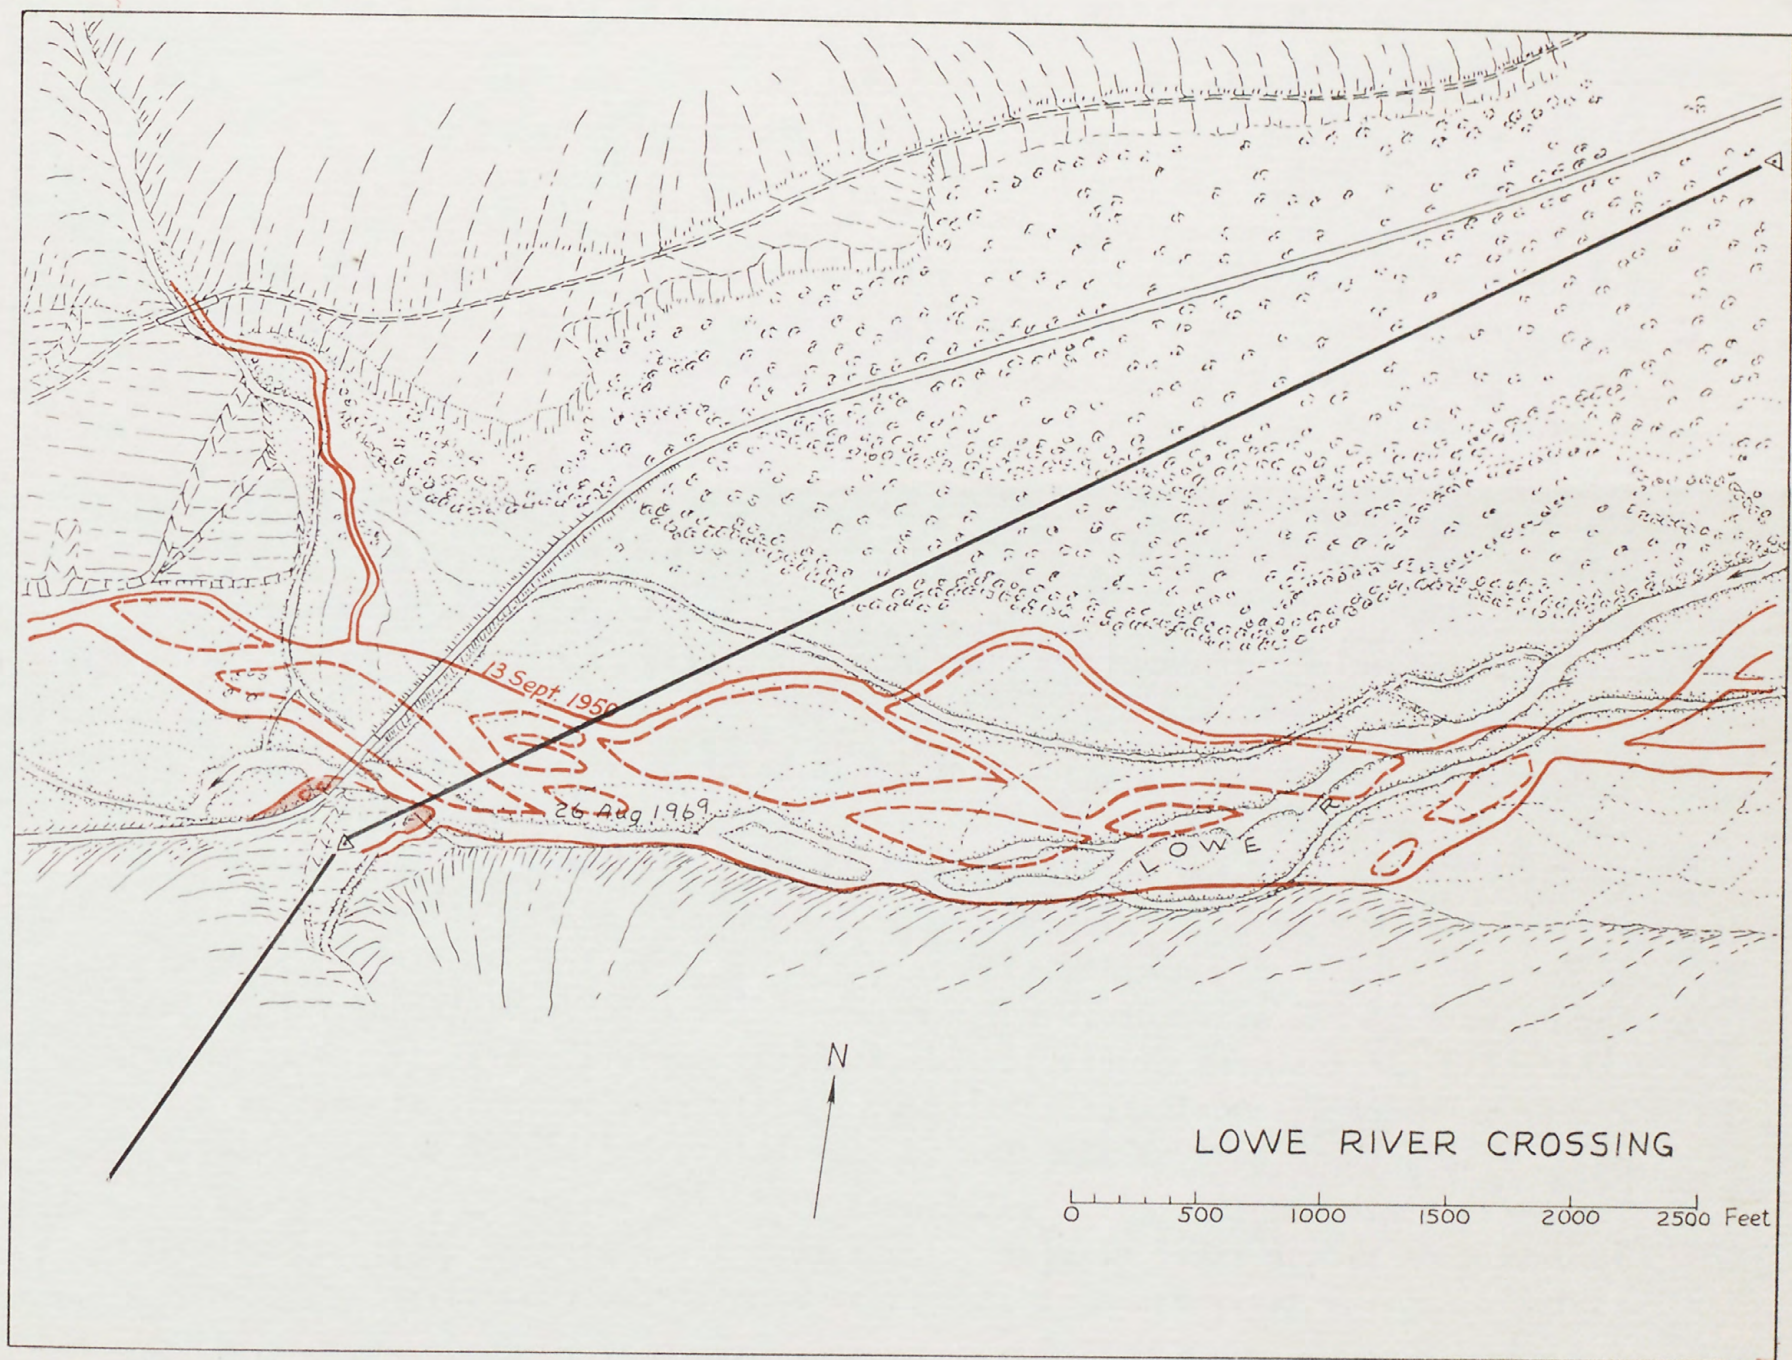 13 Sept. 1950
26 Aug 1969
LOWE R
N
LOWE RIVER CROSSING
0 500 1000 1500 2000 2500 Feet